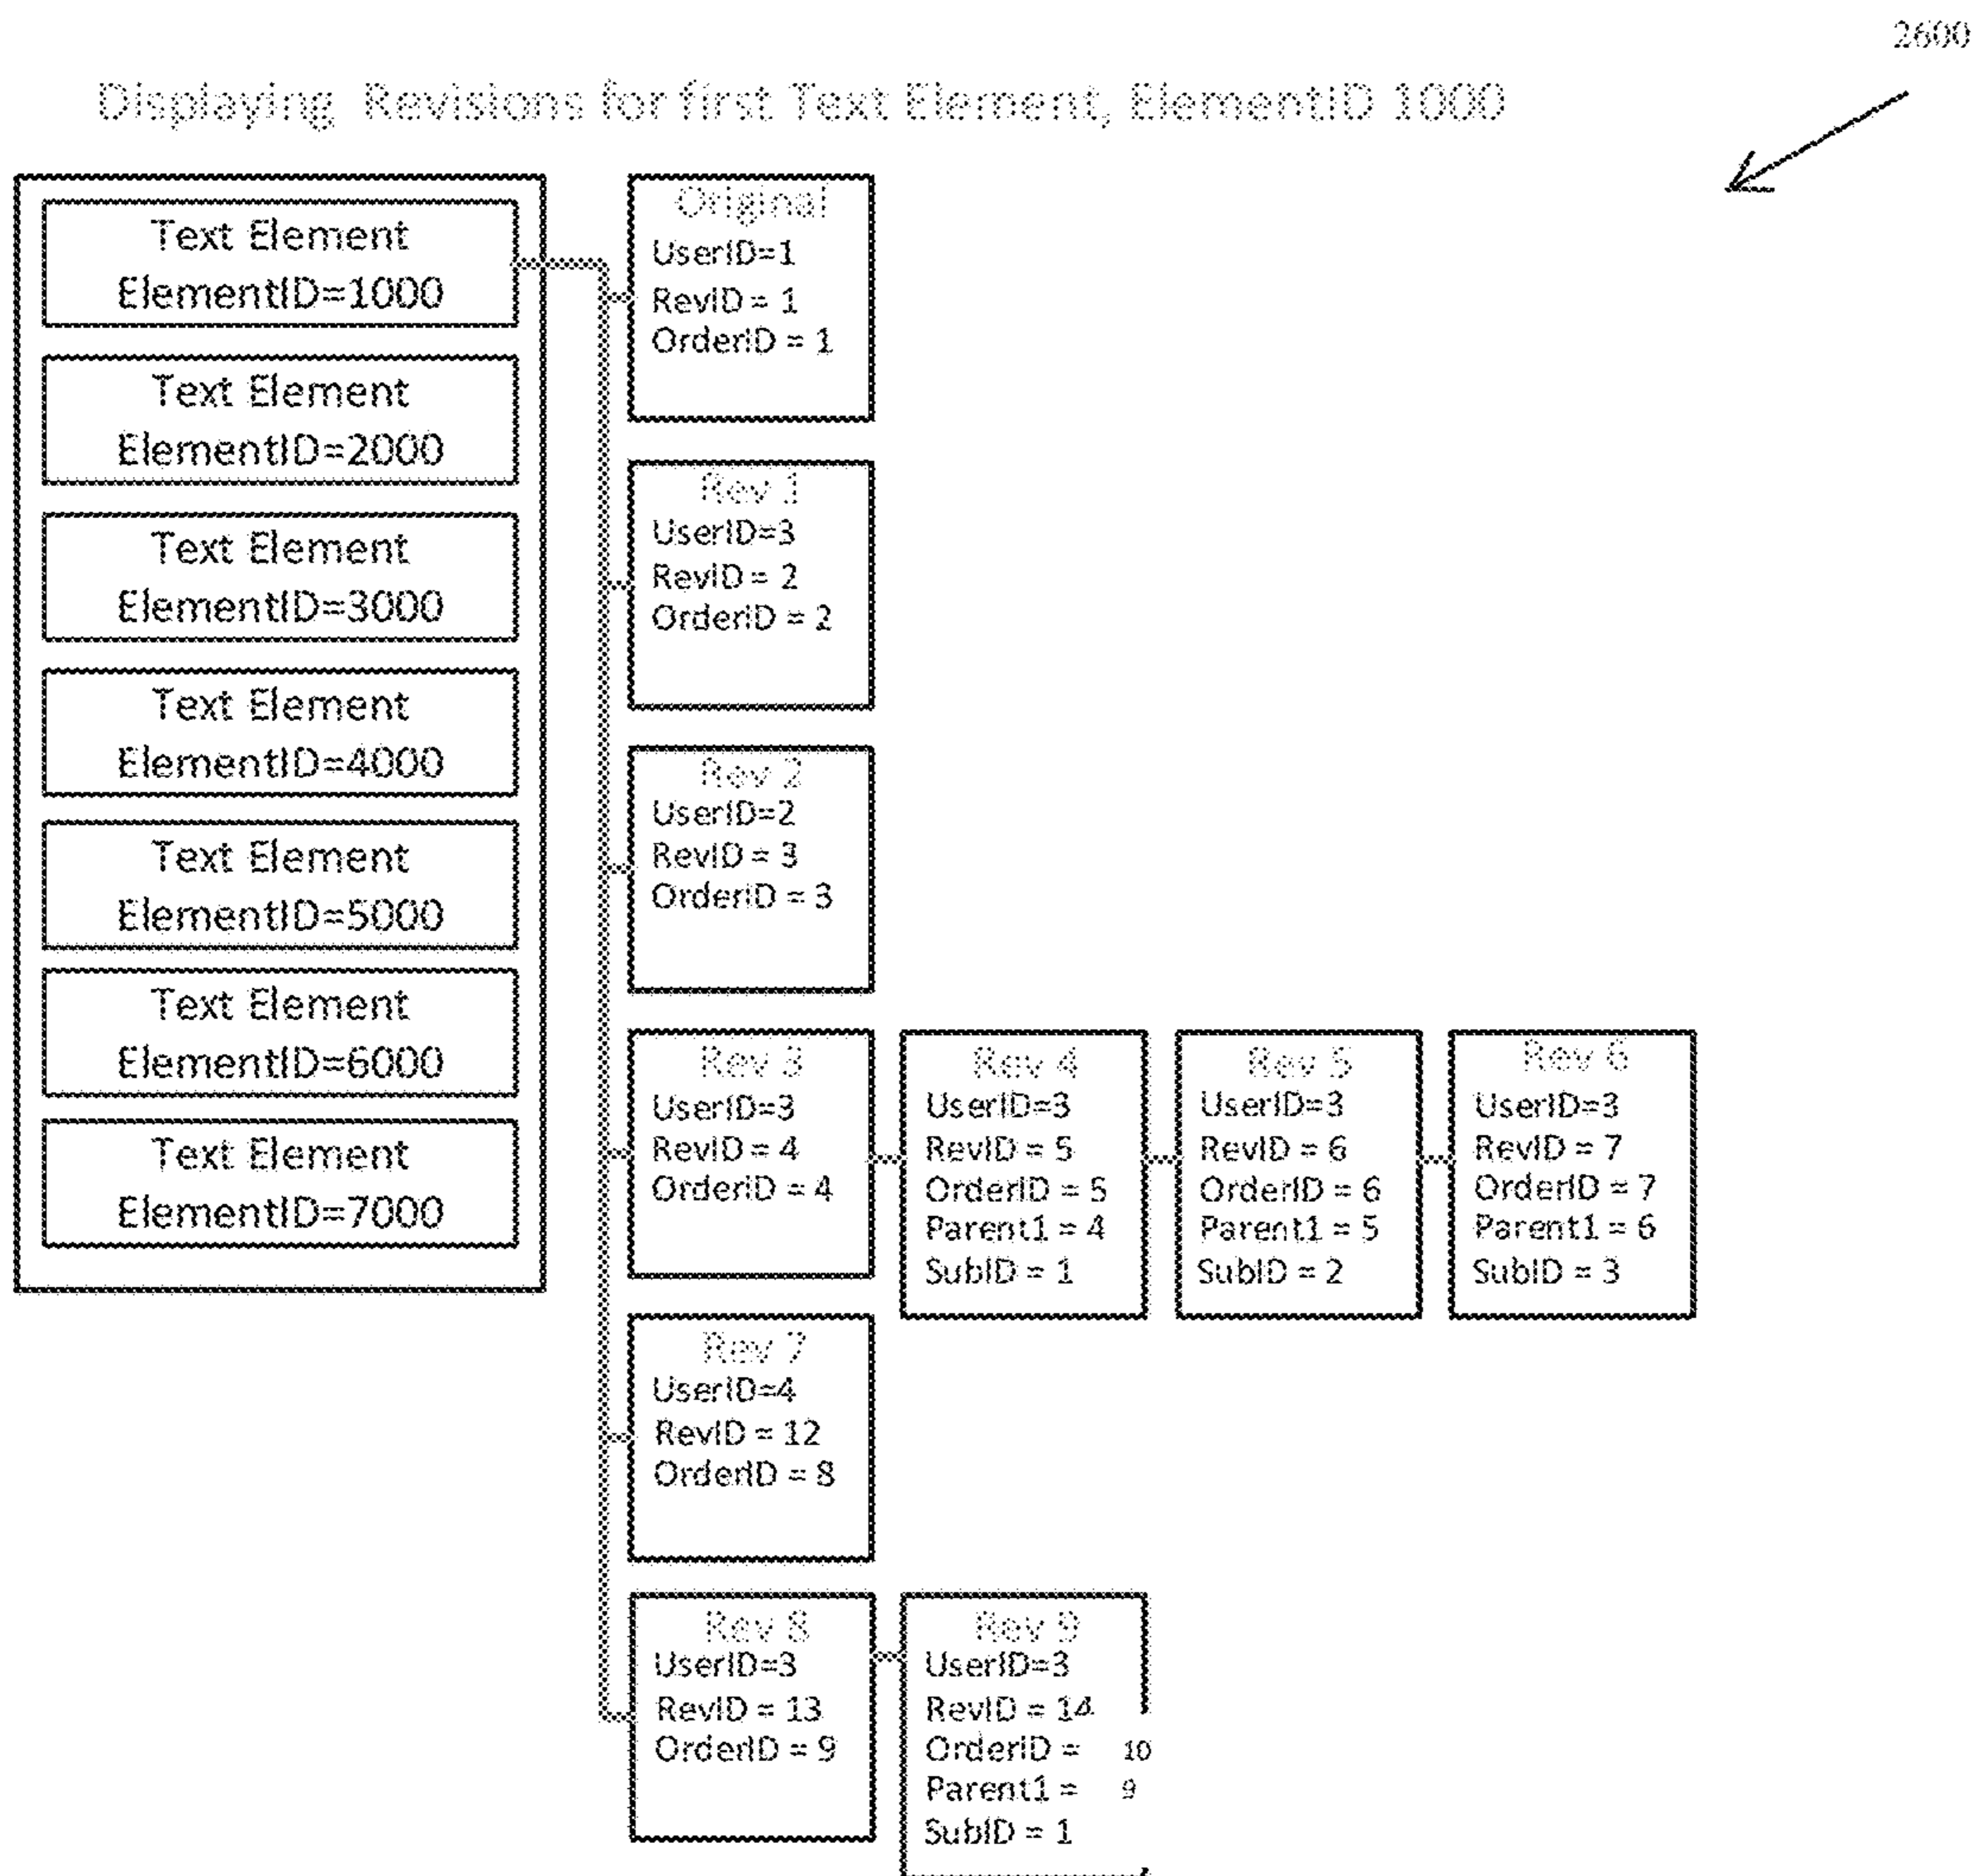 2600
Displaying Revisions for first Text Element, ElementID 1000
Text Element
ElementID=1000
Text Element
ElementID=2000
Text Element
ElementID=3000
Text Element
ElementID=4000
Text Element
ElementID=5000
Text Element
ElementID=6000
Text Element
ElementID=7000
Original
UserID=1
RevID = 1
OrderID = 1
Rev 1
UserID=3
RevID = 2
OrderID = 2
Rev 2
UserID=2
RevID = 3
OrderID = 3
Rev 3
UserID=3
RevID = 4
OrderID = 4
Rev 4
UserID=3
RevID = 5
OrderID = 5
Parent1 = 4
SubID = 1
Rev 5
UserID=3
RevID = 6
OrderID = 6
Parent1 = 5
SubID = 2
Rev 6
UserID=3
RevID = 7
OrderID = 7
Parent1 = 6
SubID = 3
Rev 7
UserID=4
RevID = 12
OrderID = 8
Rev 8
UserID=3
RevID = 13
OrderID = 9
Rev 9
UserID=3
RevID = 14
OrderID = 10
Parent1 = 9
SubID = 1